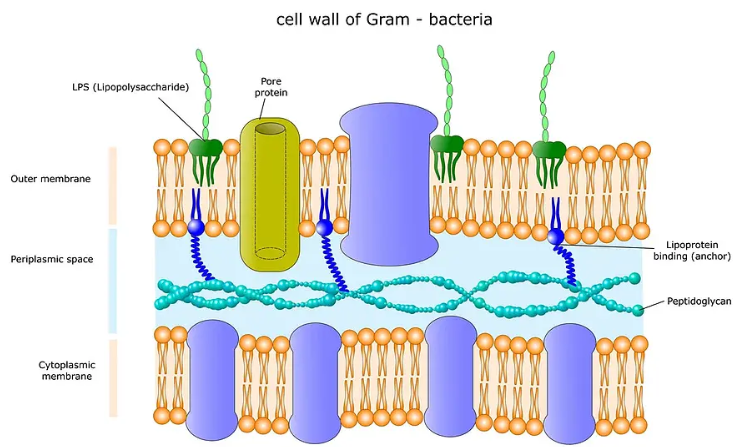 cell wall of Gram - bacteria
LPS (Lipopolysaccharide)
Pore
protein
Outer membrane
Periplasmic space
Lipoprotein
binding (anchor)
Peptidoglycan
Cytoplasmic
membrane